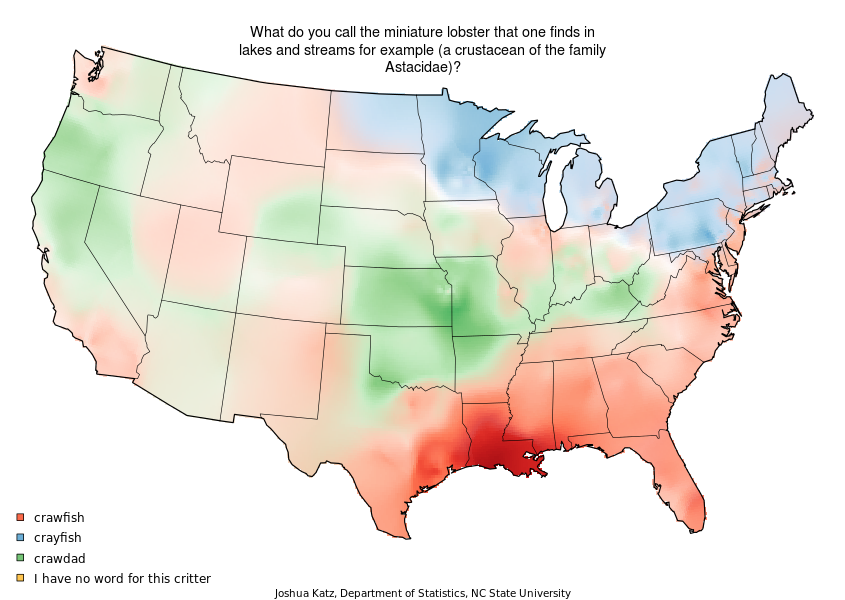 What do you call the miniature lobster that one finds in
lakes and streams for example (a crustacean of the family
Astacidae)?
crawfish
crayfish
crawdad
I have no word for this critter
Joshua Katz, Department of Statistics, NC State University